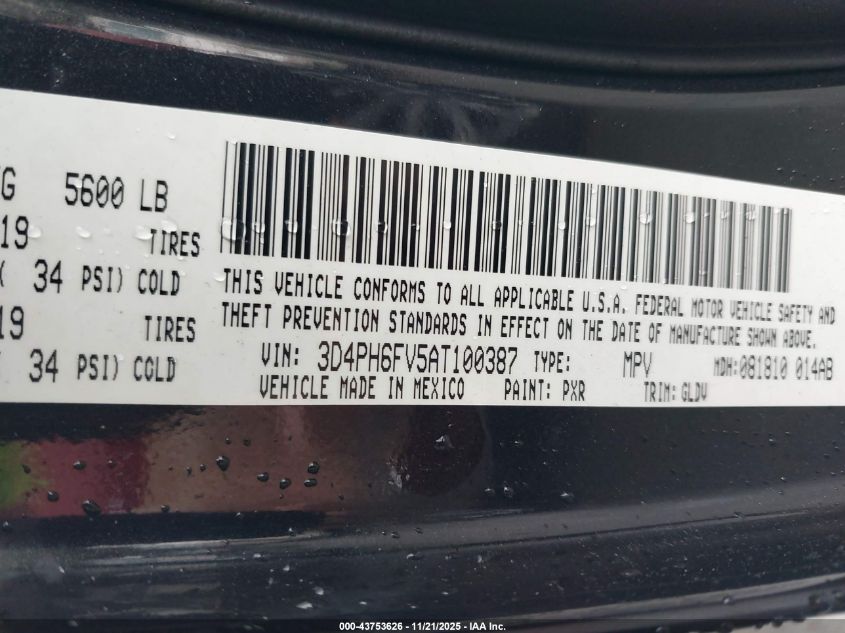 G 5600 LB
19 TIRES
( 34 PSI) COLD
19 TIRES
( 34 PSI) COLD
THIS VEHICLE CONFORMS TO ALL APPLICABLE U.S.A. FEDERAL MOTOR VEHICLE SAFETY AND
THEFT PREVENTION STANDARDS IN EFFECT ON THE DATE OF MANUFACTURE SHOWN ABOVE.
VIN: 3D4PH6FV5AT100387 TYPE: MPV MDH: 081810 014AB
VEHICLE MADE IN MEXICO PAINT: PXR TRIM: GLDV
000-43753626 - 11/21/2025 - IAA Inc.